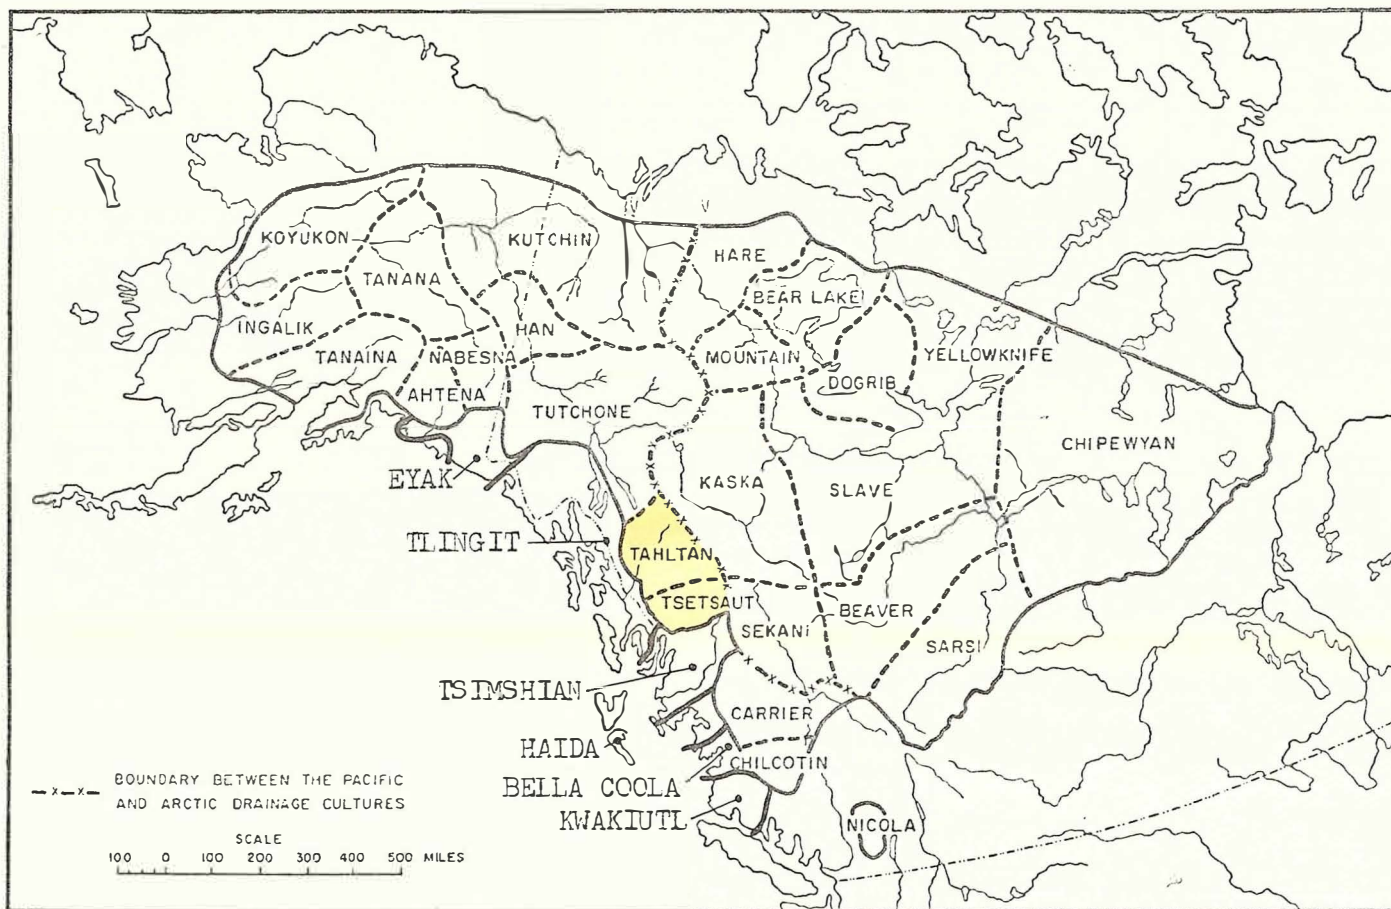 KOYUKON
KUTCHIN
HARE
TANANA
BEAR LAKE
INGALIK
HAN
TANAINA
NABESNA
MOUNTAIN
YELLOWKNIFE
DOGRIB
AHTENA
TUTCHONE
CHIPEWYAN
EYAK
KASKA
SLAVE
TLINGIT
TAHLTAN
TSETSAUT
BEAVER
SEKANI
SARSI
TSIMSHIAN
CARRIER
HAIDA
CHILCOTIN
BELLA COOLA
KWAKIUTL
NICOLA
-x-x- BOUNDARY BETWEEN THE PACIFIC
AND ARCTIC DRAINAGE CULTURES
SCALE
100 0 100 200 300 400 500 MILES